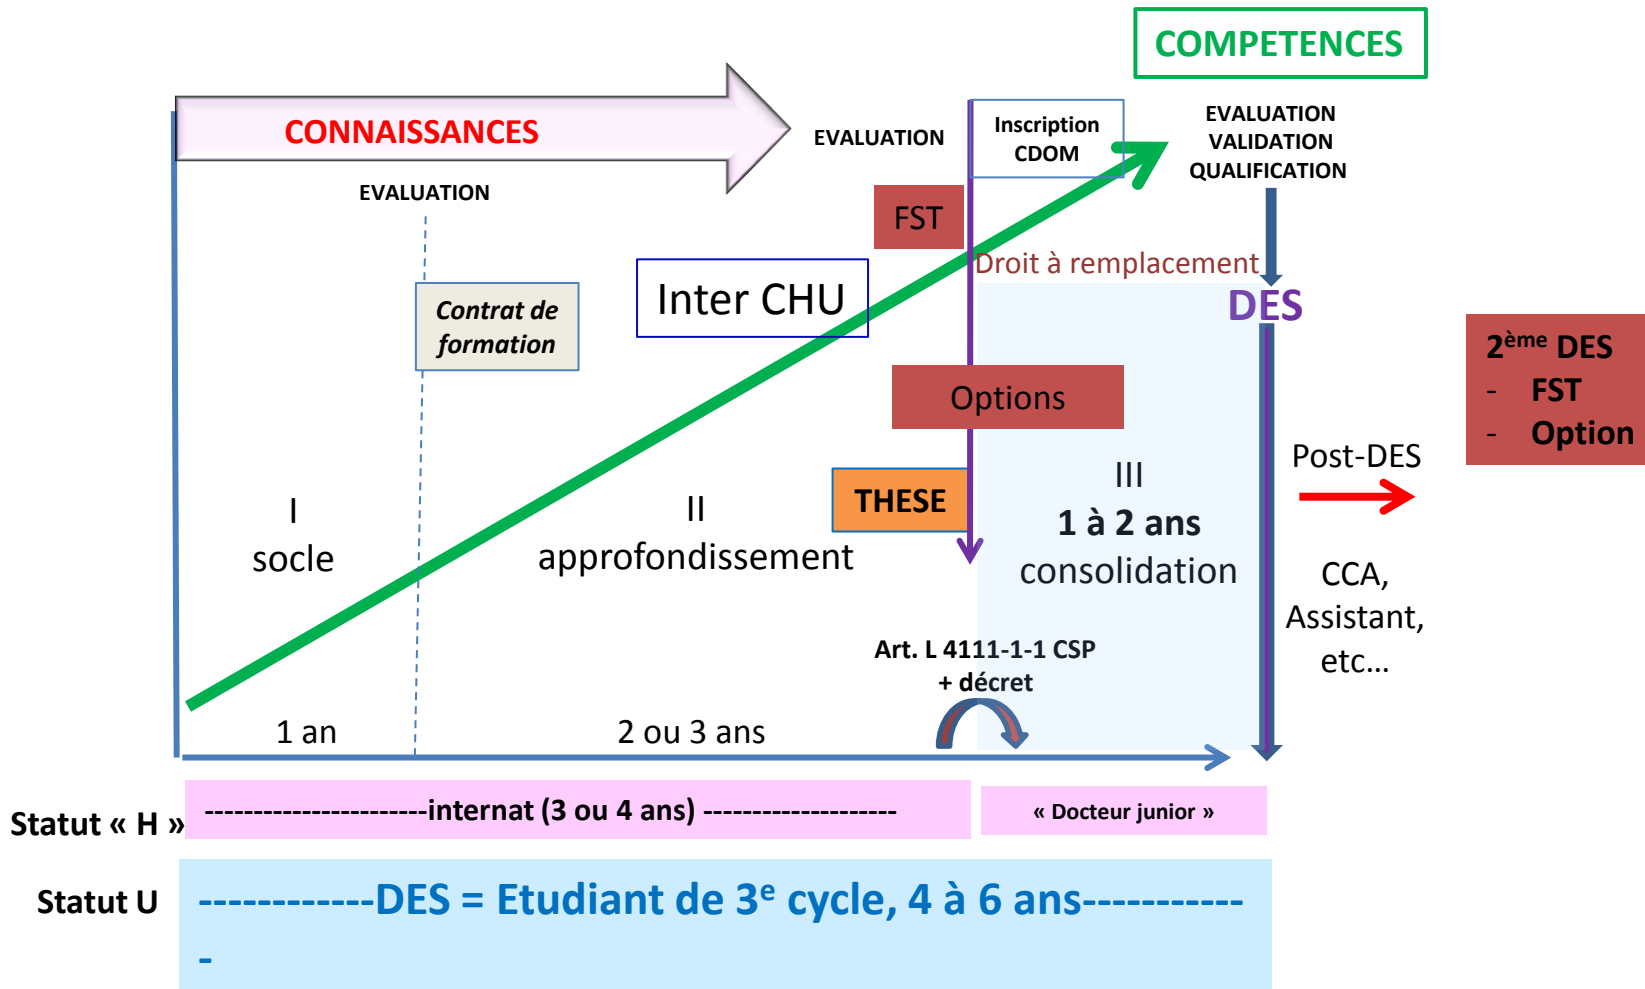 COMPETENCES
CONNAISSANCES
EVALUATION
EVALUATION
Inscription
CDOM
EVALUATION
VALIDATION
QUALIFICATION
FST
Inter CHU
Droit à remplacement
DES
Contrat de
formation
Options
2ème DES
- FST
- Option
Post-DES
THESE
I
socle
II
approfondissement
III
1 à 2 ans
consolidation
CCA,
Assistant,
etc...
Art. L 4111-1-1 CSP
+ décret
1 an
2 ou 3 ans
Statut « H »
-----------------------internat (3 ou 4 ans) --------------------
« Docteur junior »
Statut U
------------DES = Etudiant de 3e cycle, 4 à 6 ans-----------
-